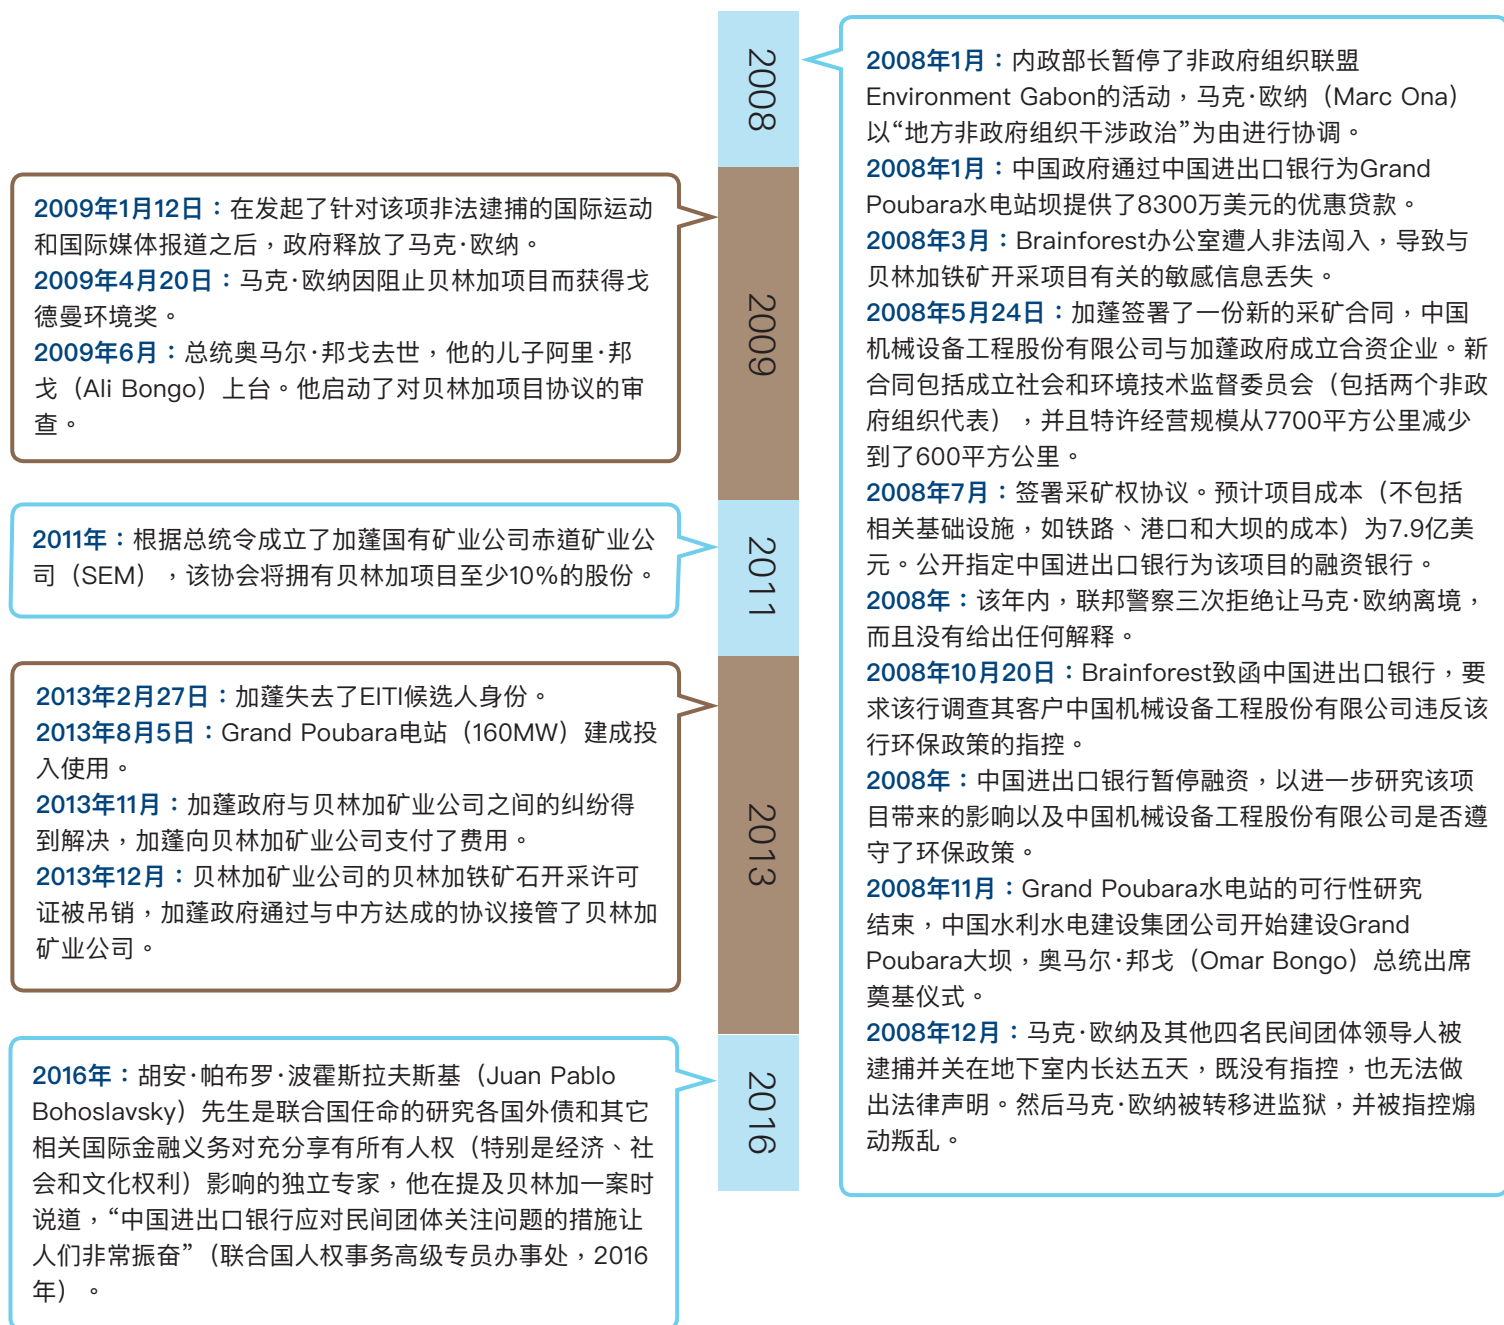 2008
2008年1月：内政部长暂停了非政府组织联盟
Environment Gabon的活动，马克·欧纳（Marc Ona）
以“地方非政府组织干涉政治”为由进行协调。
2008年1月：中国政府通过中国进出口银行为Grand
Poubara水电站坝提供了8300万美元的优惠贷款。
2008年3月：Brainforest办公室遭人非法闯入，导致与
贝林加铁矿开采项目有关的敏感信息丢失。
2008年5月24日：加蓬签署了一份新的采矿合同，中国
机械设备工程股份有限公司与加蓬政府成立合资企业。新
合同包括成立社会和环境技术监督委员会（包括两个非政
府组织代表），并且特许经营规模从7700平方公里减少
到了600平方公里。
2008年7月：签署采矿权协议。预计项目成本（不包括
相关基础设施，如铁路、港口和大坝的成本）为7.9亿美
元。公开指定中国进出口银行为该项目的融资银行。
2008年：该年内，联邦警察三次拒绝让马克·欧纳离境，
而且没有给出任何解释。
2008年10月20日：Brainforest致函中国进出口银行，要
求该行调查其客户中国机械设备工程股份有限公司违反该
行环保政策的指控。
2008年：中国进出口银行暂停融资，以进一步研究该项
目带来的影响以及中国机械设备工程股份有限公司是否遵
守了环保政策。
2008年11月：Grand Poubara水电站的可行性研究
结束，中国水利水电建设集团公司开始建设Grand
Poubara大坝，奥马尔·邦戈（Omar Bongo）总统出席
奠基仪式。
2008年12月：马克·欧纳及其他四名民间团体领导人被
逮捕并关在地下室内长达五天，既没有指控，也无法做
出法律声明。然后马克·欧纳被转移进监狱，并被指控煽
动叛乱。
2009
2009年1月12日：在发起了针对该项非法逮捕的国际运动
和国际媒体报道之后，政府释放了马克·欧纳。
2009年4月20日：马克·欧纳因阻止贝林加项目而获得戈
德曼环境奖。
2009年6月：总统奥马尔·邦戈去世，他的儿子阿里·邦
戈（Ali Bongo）上台。他启动了对贝林加项目协议的审
查。
2011
2011年：根据总统令成立了加蓬国有矿业公司赤道矿业公
司（SEM），该协会将拥有贝林加项目至少10%的股份。
2013
2013年2月27日：加蓬失去了EITI候选人身份。
2013年8月5日：Grand Poubara电站（160MW）建成投
入使用。
2013年11月：加蓬政府与贝林加矿业公司之间的纠纷得
到解决，加蓬向贝林加矿业公司支付了费用。
2013年12月：贝林加矿业公司的贝林加铁矿石开采许可
证被吊销，加蓬政府通过与中方达成的协议接管了贝林加
矿业公司。
2016
2016年：胡安·帕布罗·波霍斯拉夫斯基（Juan Pablo
Bohoslavsky）先生是联合国任命的研究各国外债和其它
相关国际金融义务对充分享有所有人权（特别是经济、社
会和文化权利）影响的独立专家，他在提及贝林加一案时
说道，“中国进出口银行应对民间团体关注问题的措施让
人们非常振奋”（联合国人权事务高级专员办事处，2016
年）。